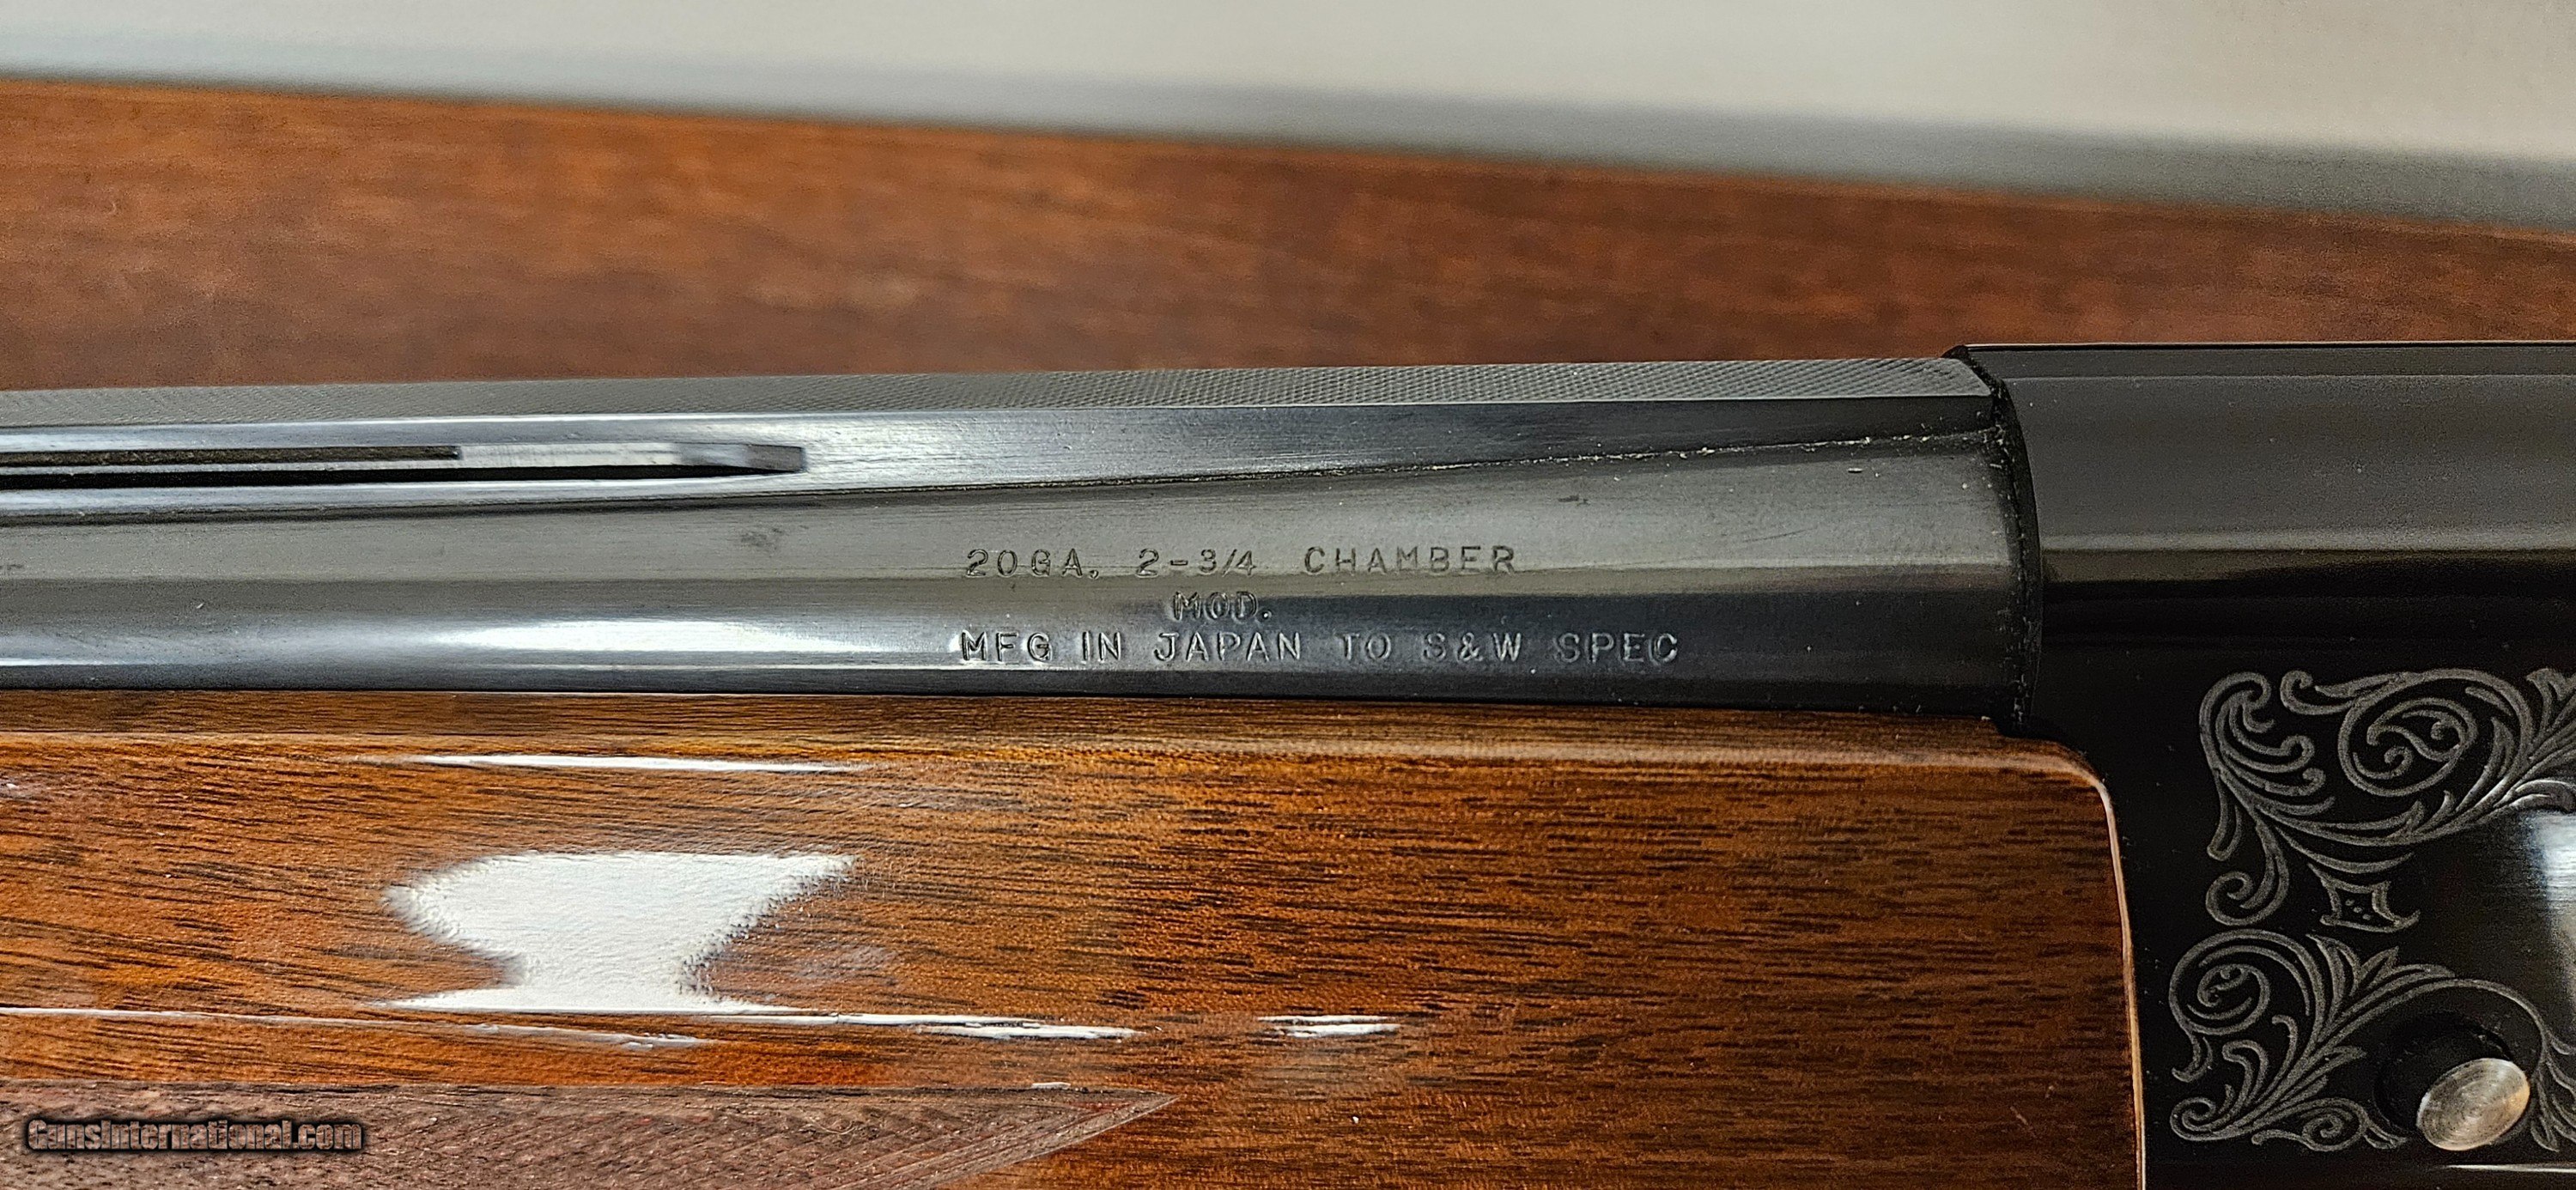 20GA. 2-3/4 CHAMBER
MOD.
MFG IN JAPAN TO S&W SPEC
GunsInternational.com